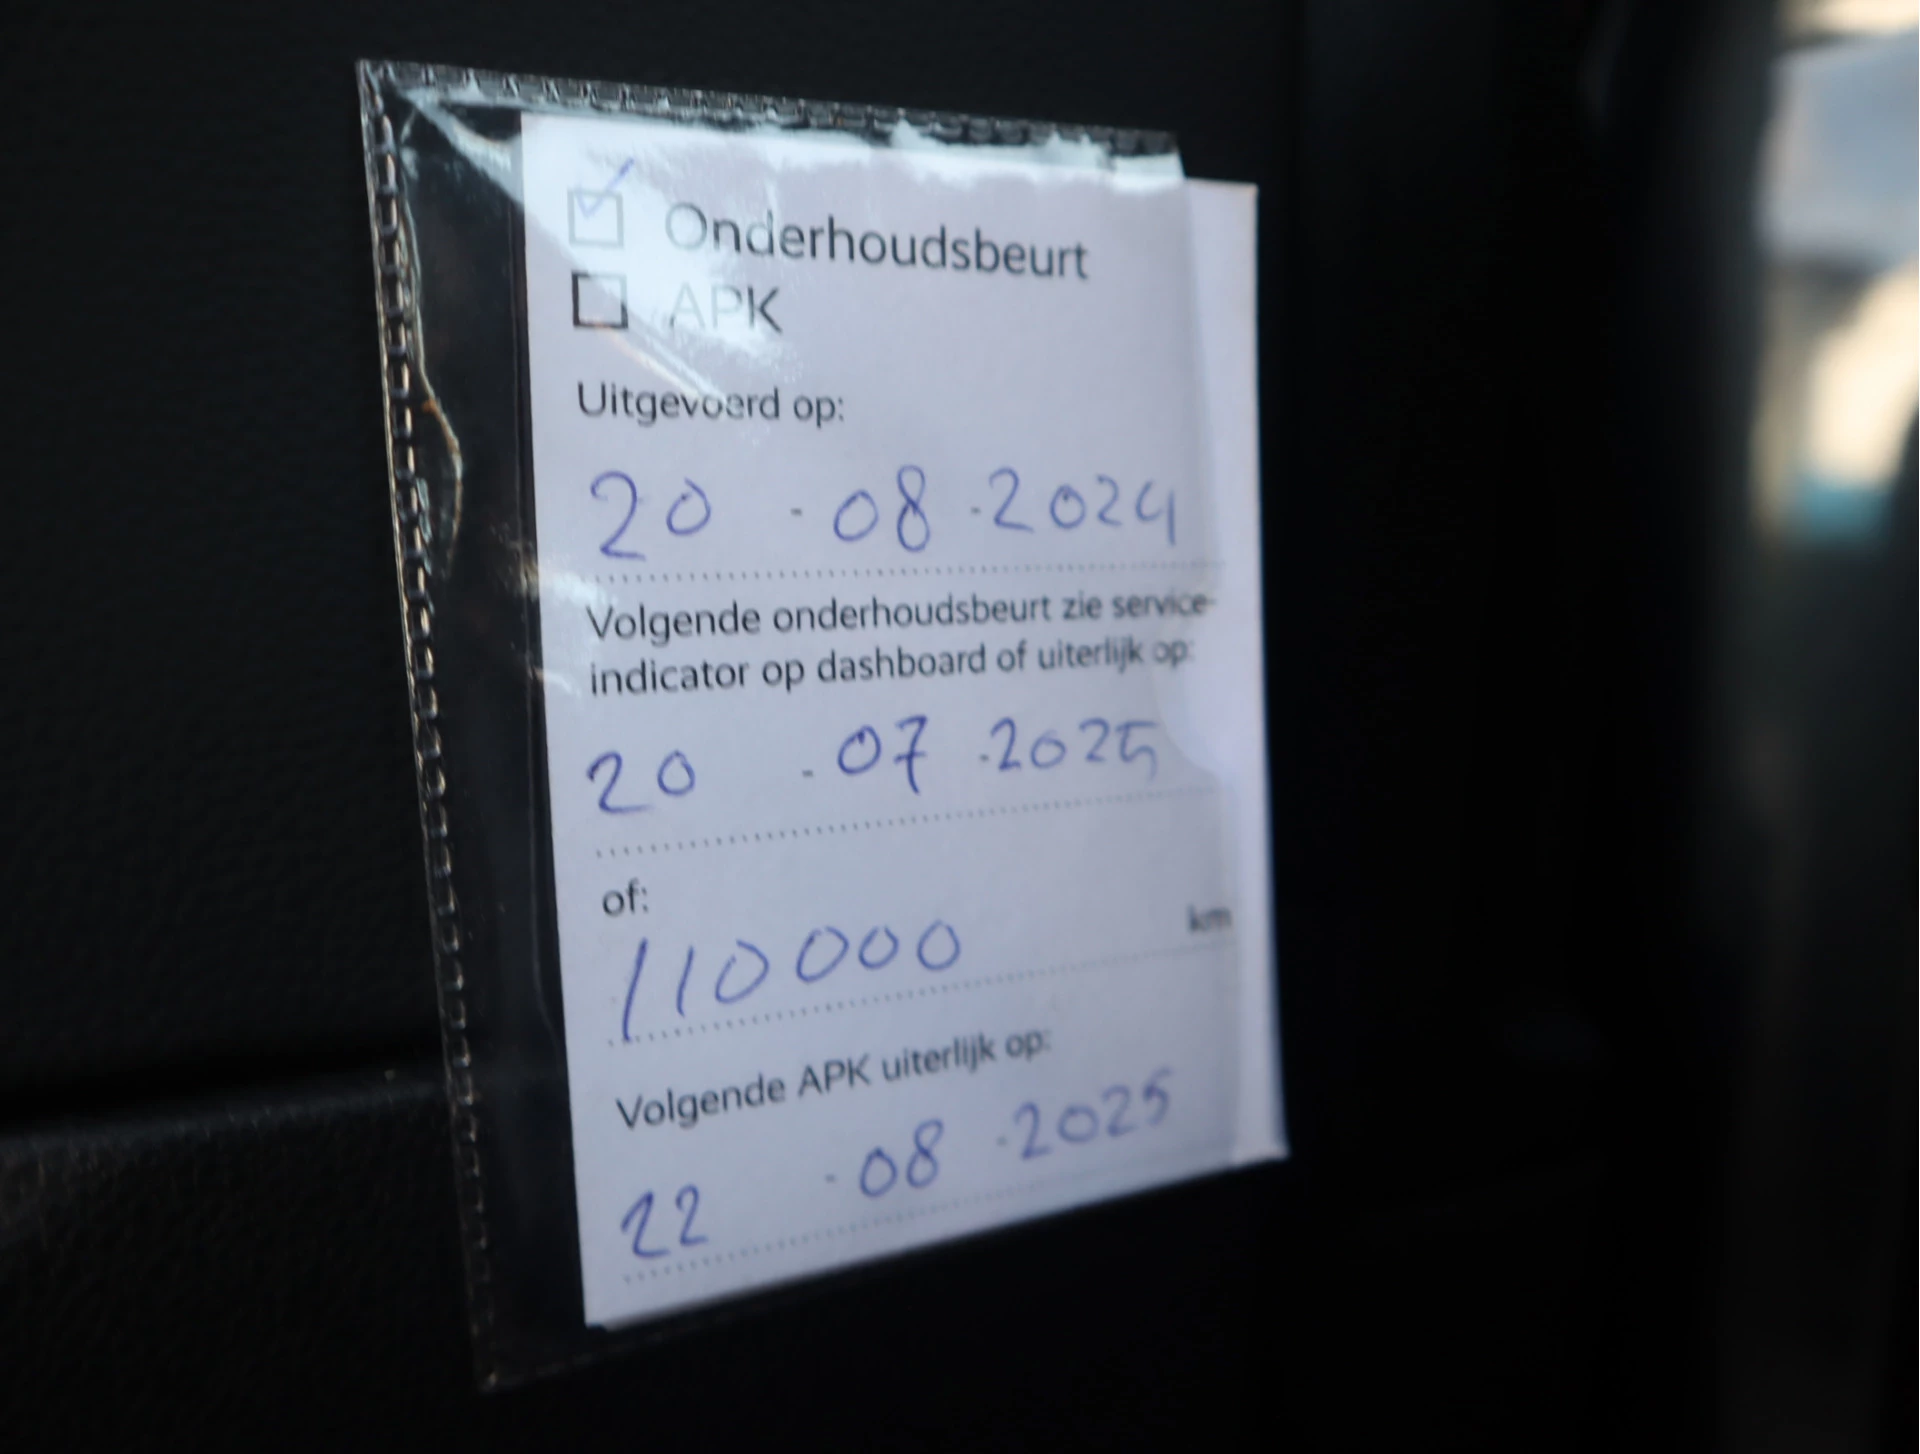 Onderhoudsbeurt
APK
Uitgevoerd op:
20 - 08 - 2024
Volgende onderhoudsbeurt zie service-
indicator op dashboard of uiterlijk op:
20 - 07 - 2025
of:
110000 km
Volgende APK uiterlijk op:
22 - 08 - 2025